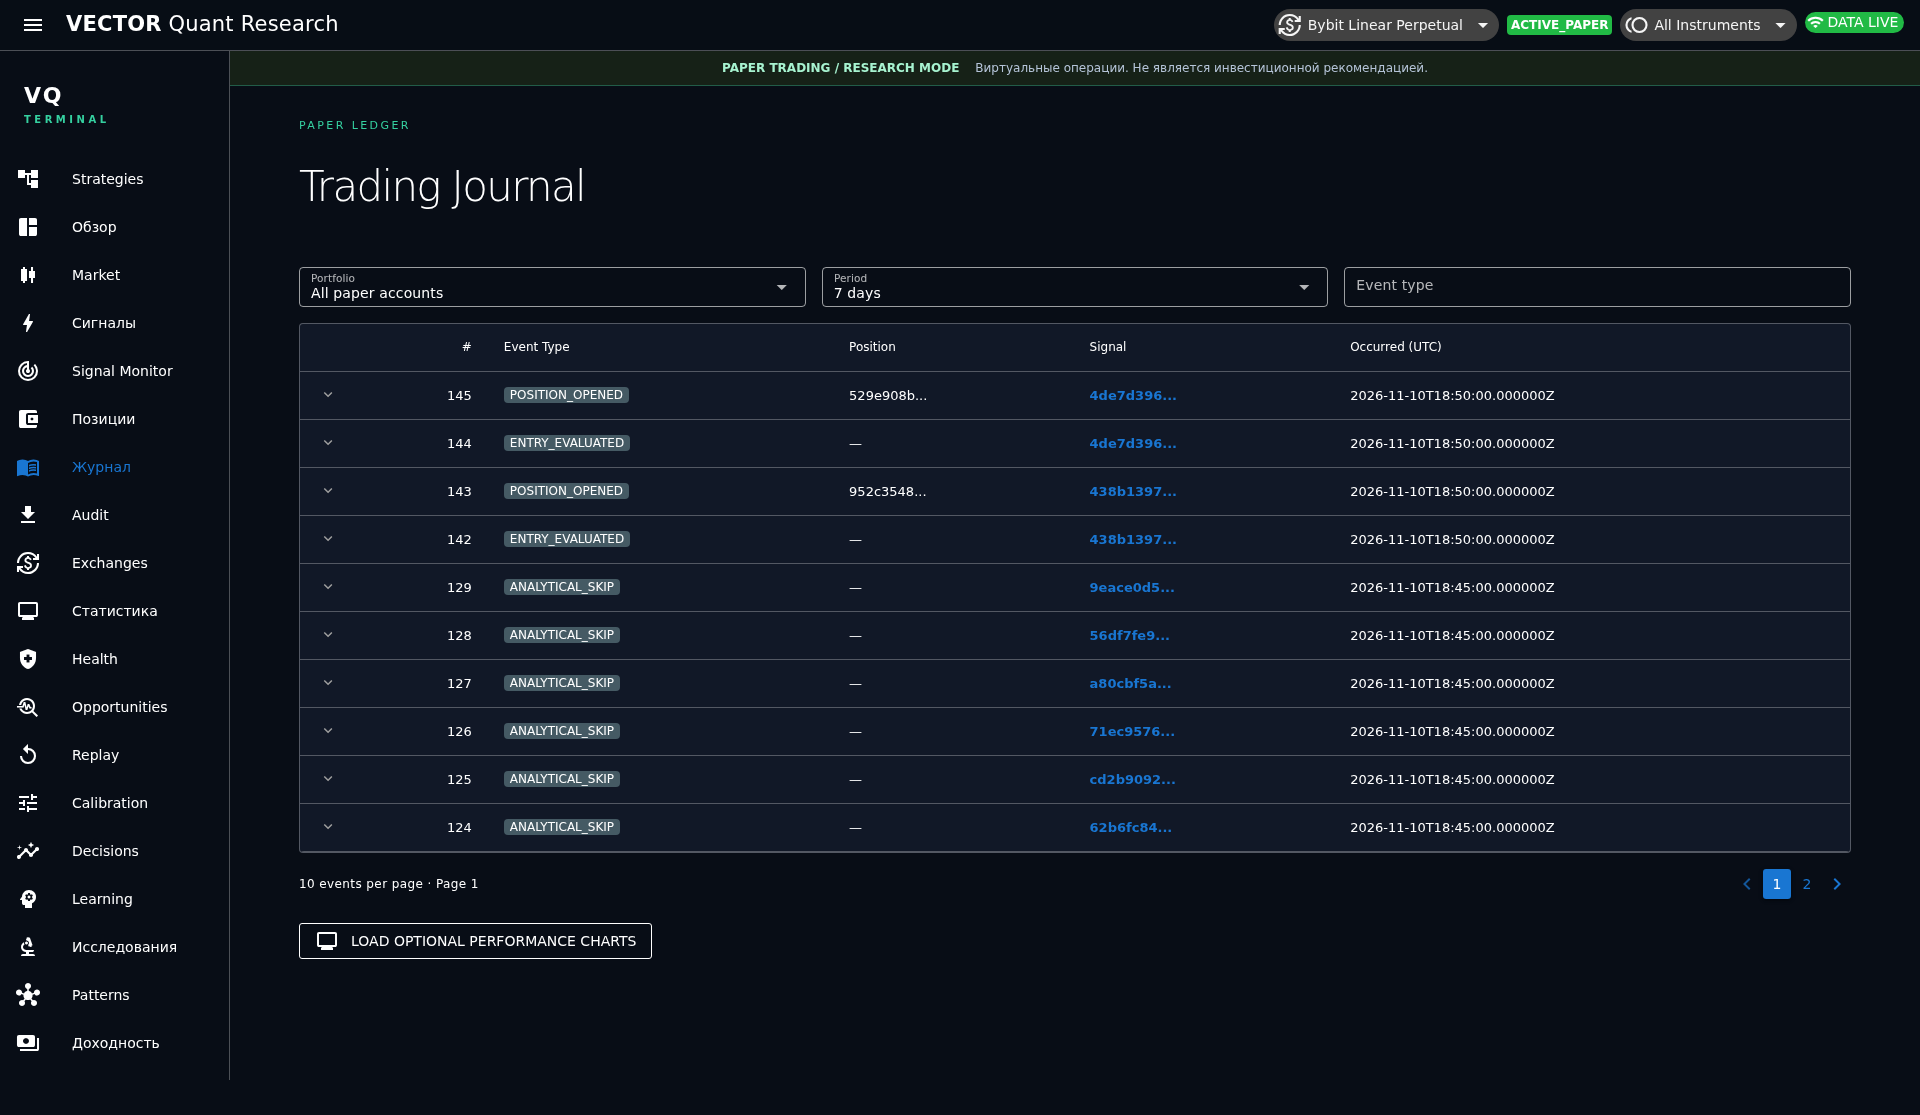 VECTOR Quant Research
Bybit Linear Perpetual
ACTIVE_PAPER
All Instruments
DATA LIVE
PAPER TRADING / RESEARCH MODE Виртуальные операции. Не является инвестиционной рекомендацией.
VQ
TERMINAL
Strategies
Обзор
Market
Сигналы
Signal Monitor
Позиции
Журнал
Audit
Exchanges
Статистика
Health
Opportunities
Replay
Calibration
Decisions
Learning
Исследования
Patterns
Доходность
PAPER LEDGER
Trading Journal
Portfolio
All paper accounts
Period
7 days
Event type
# Event Type Position Signal Occurred (UTC)
145 POSITION_OPENED 529e908b... 4de7d396... 2026-11-10T18:50:00.000000Z
144 ENTRY_EVALUATED — 4de7d396... 2026-11-10T18:50:00.000000Z
143 POSITION_OPENED 952c3548... 438b1397... 2026-11-10T18:50:00.000000Z
142 ENTRY_EVALUATED — 438b1397... 2026-11-10T18:50:00.000000Z
129 ANALYTICAL_SKIP — 9eace0d5... 2026-11-10T18:45:00.000000Z
128 ANALYTICAL_SKIP — 56df7fe9... 2026-11-10T18:45:00.000000Z
127 ANALYTICAL_SKIP — a80cbf5a... 2026-11-10T18:45:00.000000Z
126 ANALYTICAL_SKIP — 71ec9576... 2026-11-10T18:45:00.000000Z
125 ANALYTICAL_SKIP — cd2b9092... 2026-11-10T18:45:00.000000Z
124 ANALYTICAL_SKIP — 62b6fc84... 2026-11-10T18:45:00.000000Z
10 events per page · Page 1
1 2
LOAD OPTIONAL PERFORMANCE CHARTS